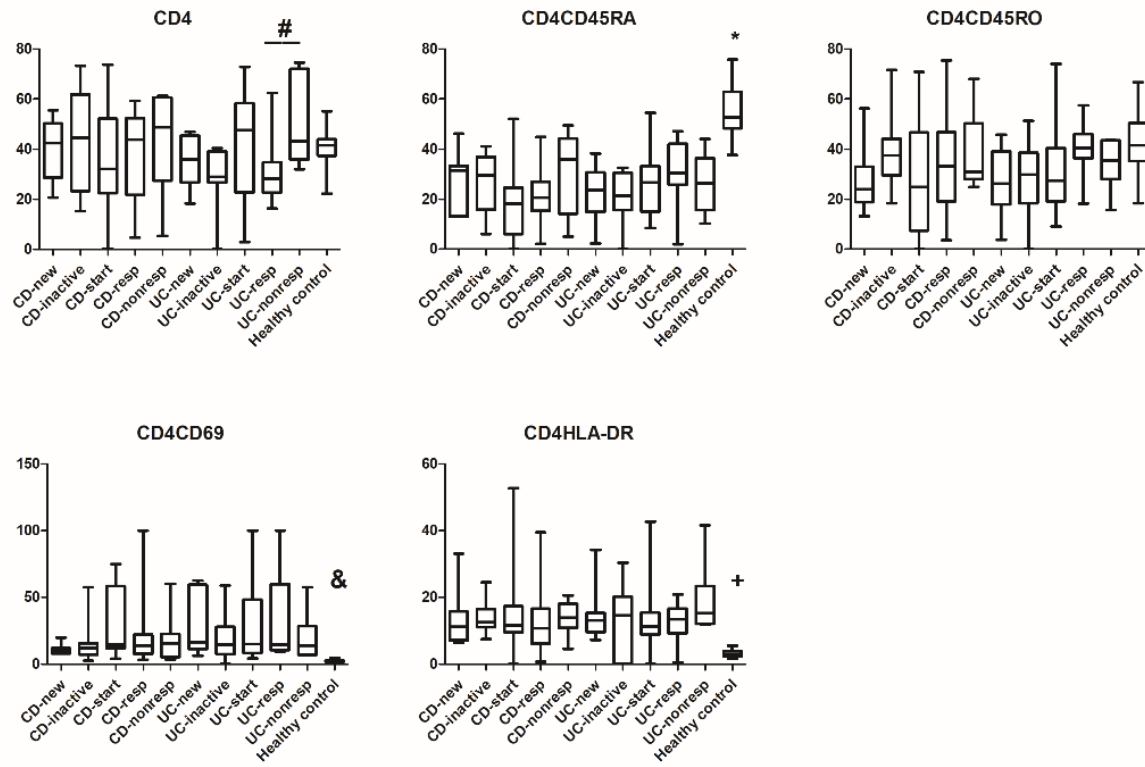 CD4
#
80
60
40
20
0
CD-new
CD-inactive
CD-start
CD-resp
CD-nonresp
UC-new
UC-inactive
UC-start
UC-resp
UC-nonresp
Healthy control
CD4CD45RA
*
80
60
40
20
0
CD-new
CD-inactive
CD-start
CD-resp
CD-nonresp
UC-new
UC-inactive
UC-start
UC-resp
UC-nonresp
Healthy control
CD4CD45RO
80
60
40
20
0
CD-new
CD-inactive
CD-start
CD-resp
CD-nonresp
UC-new
UC-inactive
UC-start
UC-resp
UC-nonresp
Healthy control
CD4CD69
150
100
50
0
&
CD-new
CD-inactive
CD-start
CD-resp
CD-nonresp
UC-new
UC-inactive
UC-start
UC-resp
UC-nonresp
Healthy control
CD4HLA-DR
60
40
20
0
+
CD-new
CD-inactive
CD-start
CD-resp
CD-nonresp
UC-new
UC-inactive
UC-start
UC-resp
UC-nonresp
Healthy control